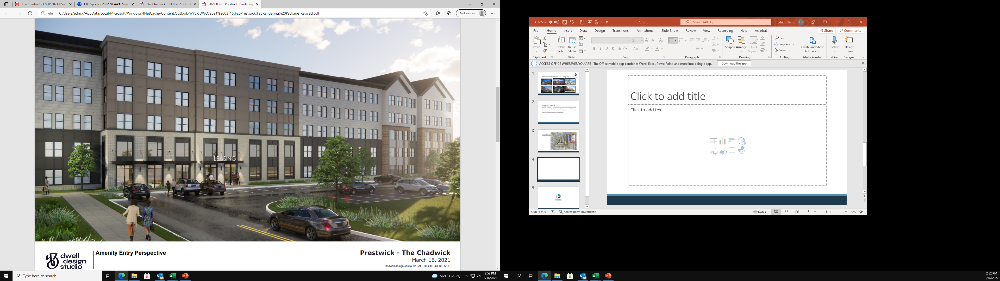 The Chadwick- CSDP 2021-05-25
CBS Sports - 2022 NCAA® Men
The Chadwick- CSDP 2021-05-25
2021 03-16 Prestwick Rendering
File
C:/Users/edrick/AppData/Local/Microsoft/Windows/INetCache/Content.Outlook/WYEFJDWO/2021%2003-16%20Prestwick%20Rendering%20Package_Revised.pdf
Not syncing
LEASING
dwell
design
studio
Amenity Entry Perspective
Prestwick - The Chadwick
March 16, 2021
© dwell design studio, llc - ALL RIGHTS RESERVED
Type here to search
56°F Cloudy
2:52 PM
3/16/2022
AutoSave Off
Affor...
Search (Alt+Q)
Edrick Harris
EH
File Home Insert Draw Design Transitions Animations Slide Show Review View Recording Help Acrobat
Share
Comments
Paste
New Slide
Reuse Slides
24
Shapes Arrange Quick Styles
Find
Replace
Select
Create and Share Adobe PDF
Dictate
Design Ideas
Clipboard Slides Font Paragraph Drawing Editing Adobe Acrobat Voice Designer
ACCESS OFFICE WHEREVER YOU ARE The Office mobile app combines Word, Excel, PowerPoint, and more into a single app. Download the app
1
Prestwick Development Company
2
Company Overview
3
Chadwick
4
5
Prestwick
Click to add title
Click to add text
Slide 4 of 5
Accessibility: Investigate
Notes
72%
2:52 PM
3/16/2022